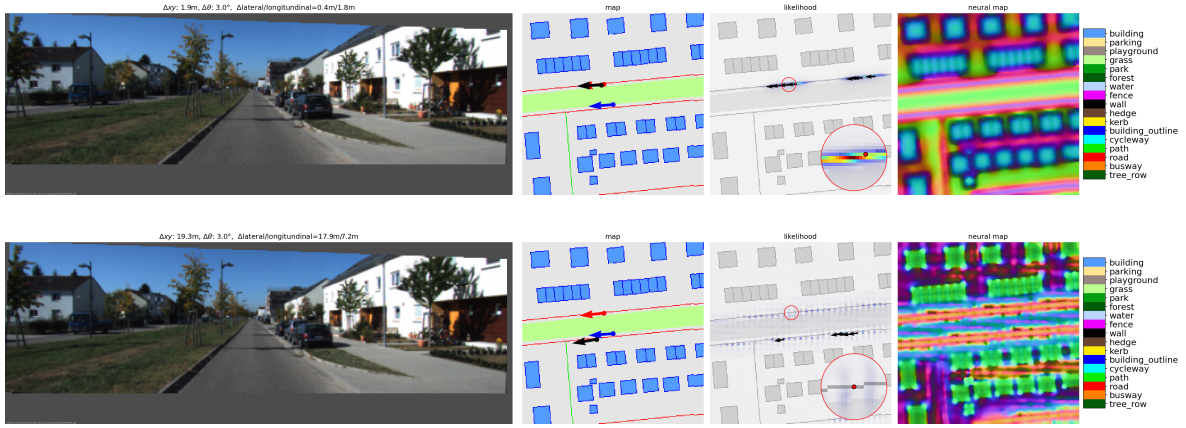 Δxy: 1.9m, Δθ: 3.0°, Δlateral/longitundinal=0.4m/1.8m
map
likelihood
neural map
building
parking
playground
grass
park
forest
water
fence
wall
hedge
kerb
building_outline
cycleway
path
road
busway
tree_row
Δxy: 19.3m, Δθ: 3.0°, Δlateral/longitundinal=17.9m/7.2m
map
likelihood
neural map
building
parking
playground
grass
park
forest
water
fence
wall
hedge
kerb
building_outline
cycleway
path
road
busway
tree_row